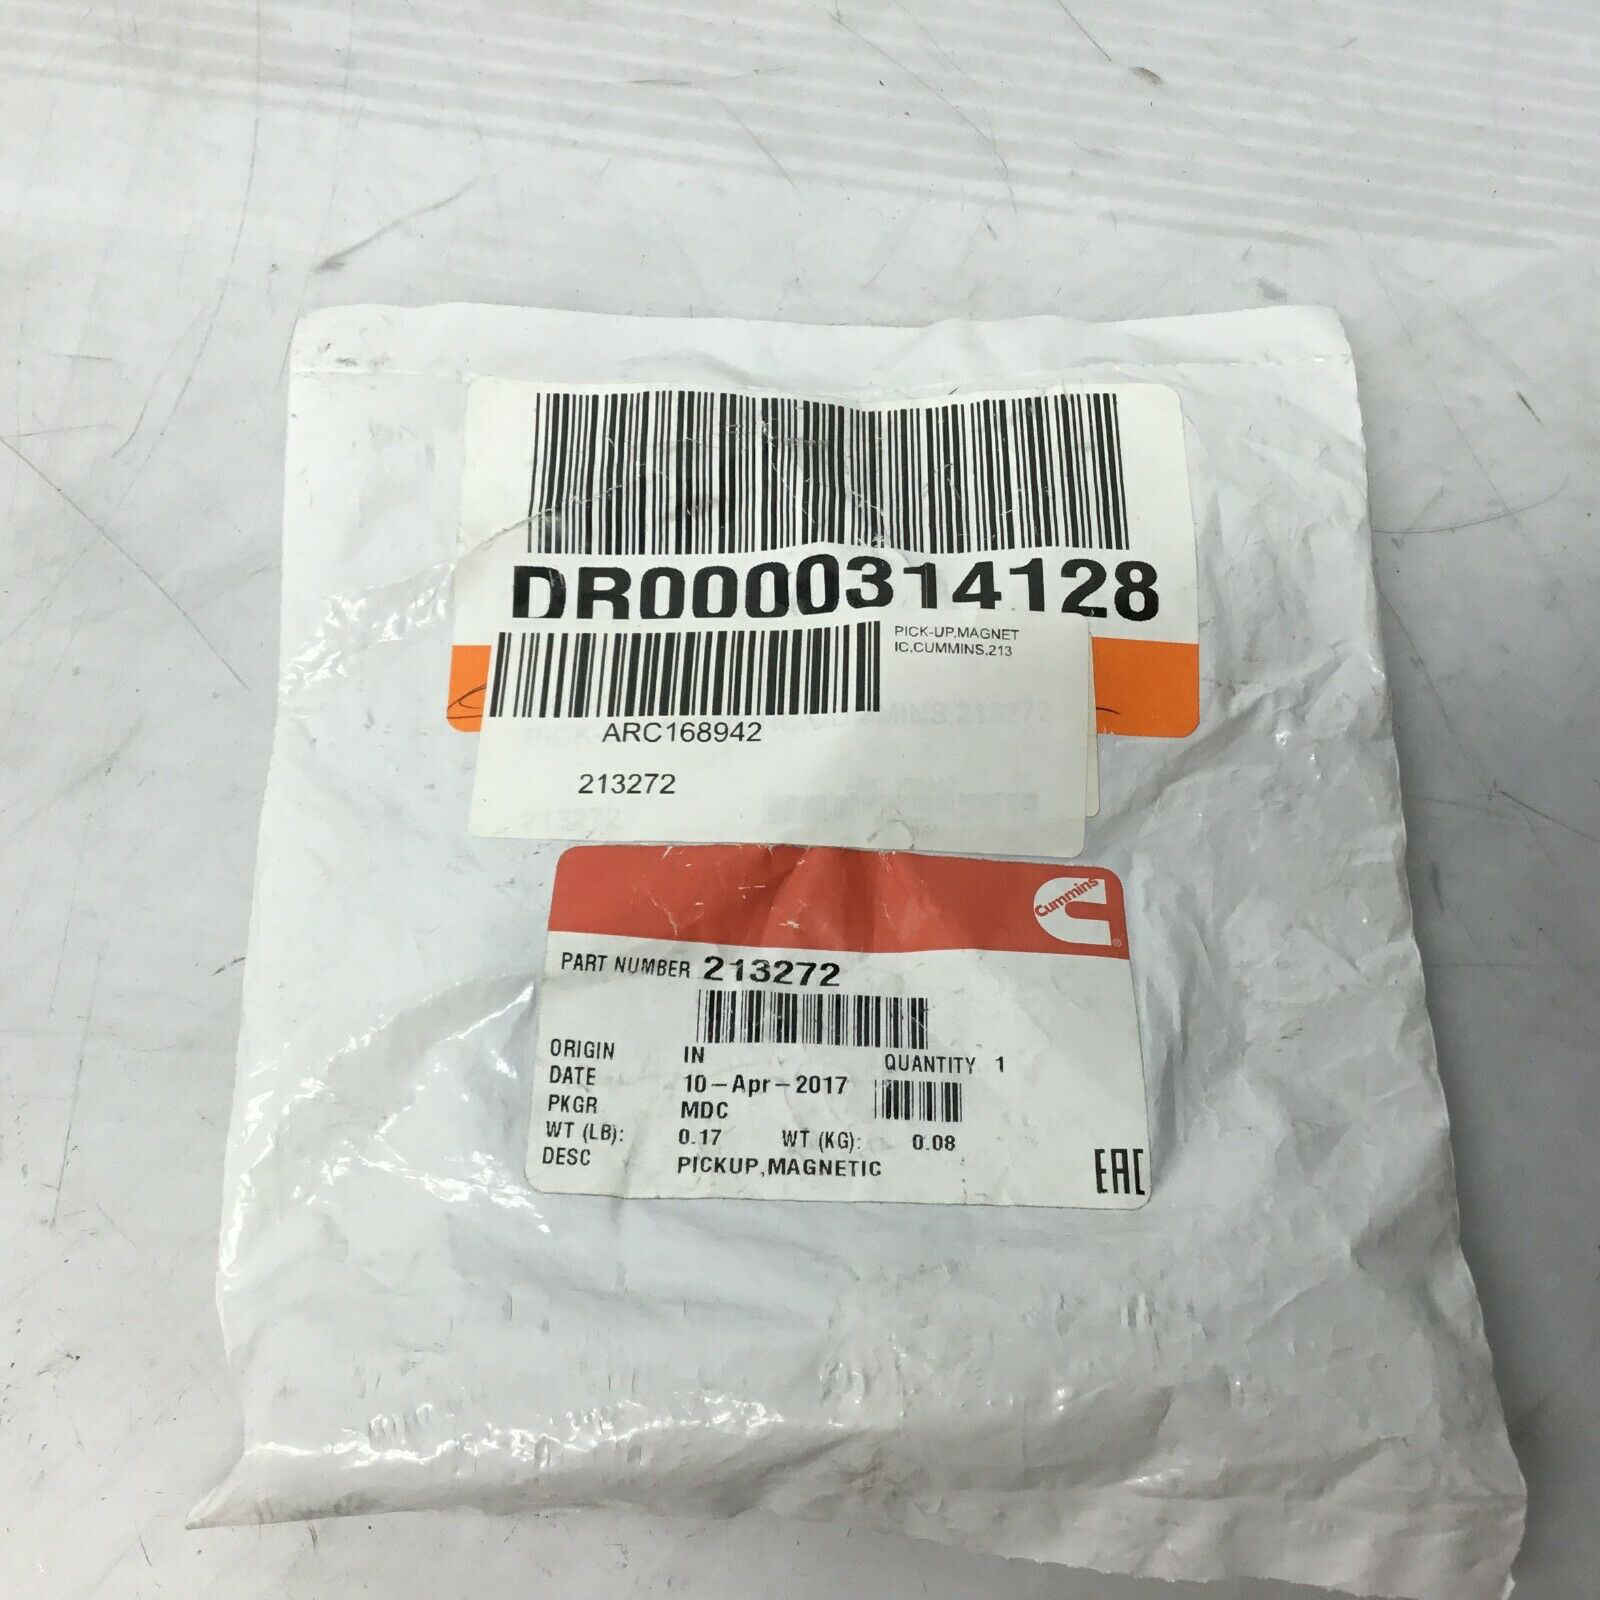 DR0000314128
PICK-UP,MAGNET
IC,CUMMINS,213
ARC168942
213272
213272
Cummins
®
PART NUMBER 213272
ORIGIN IN QUANTITY 1
DATE 10-Apr-2017
PKGR MDC
WT (LB): 0.17 WT (KG): 0.08
DESC PICKUP,MAGNETIC
EAC